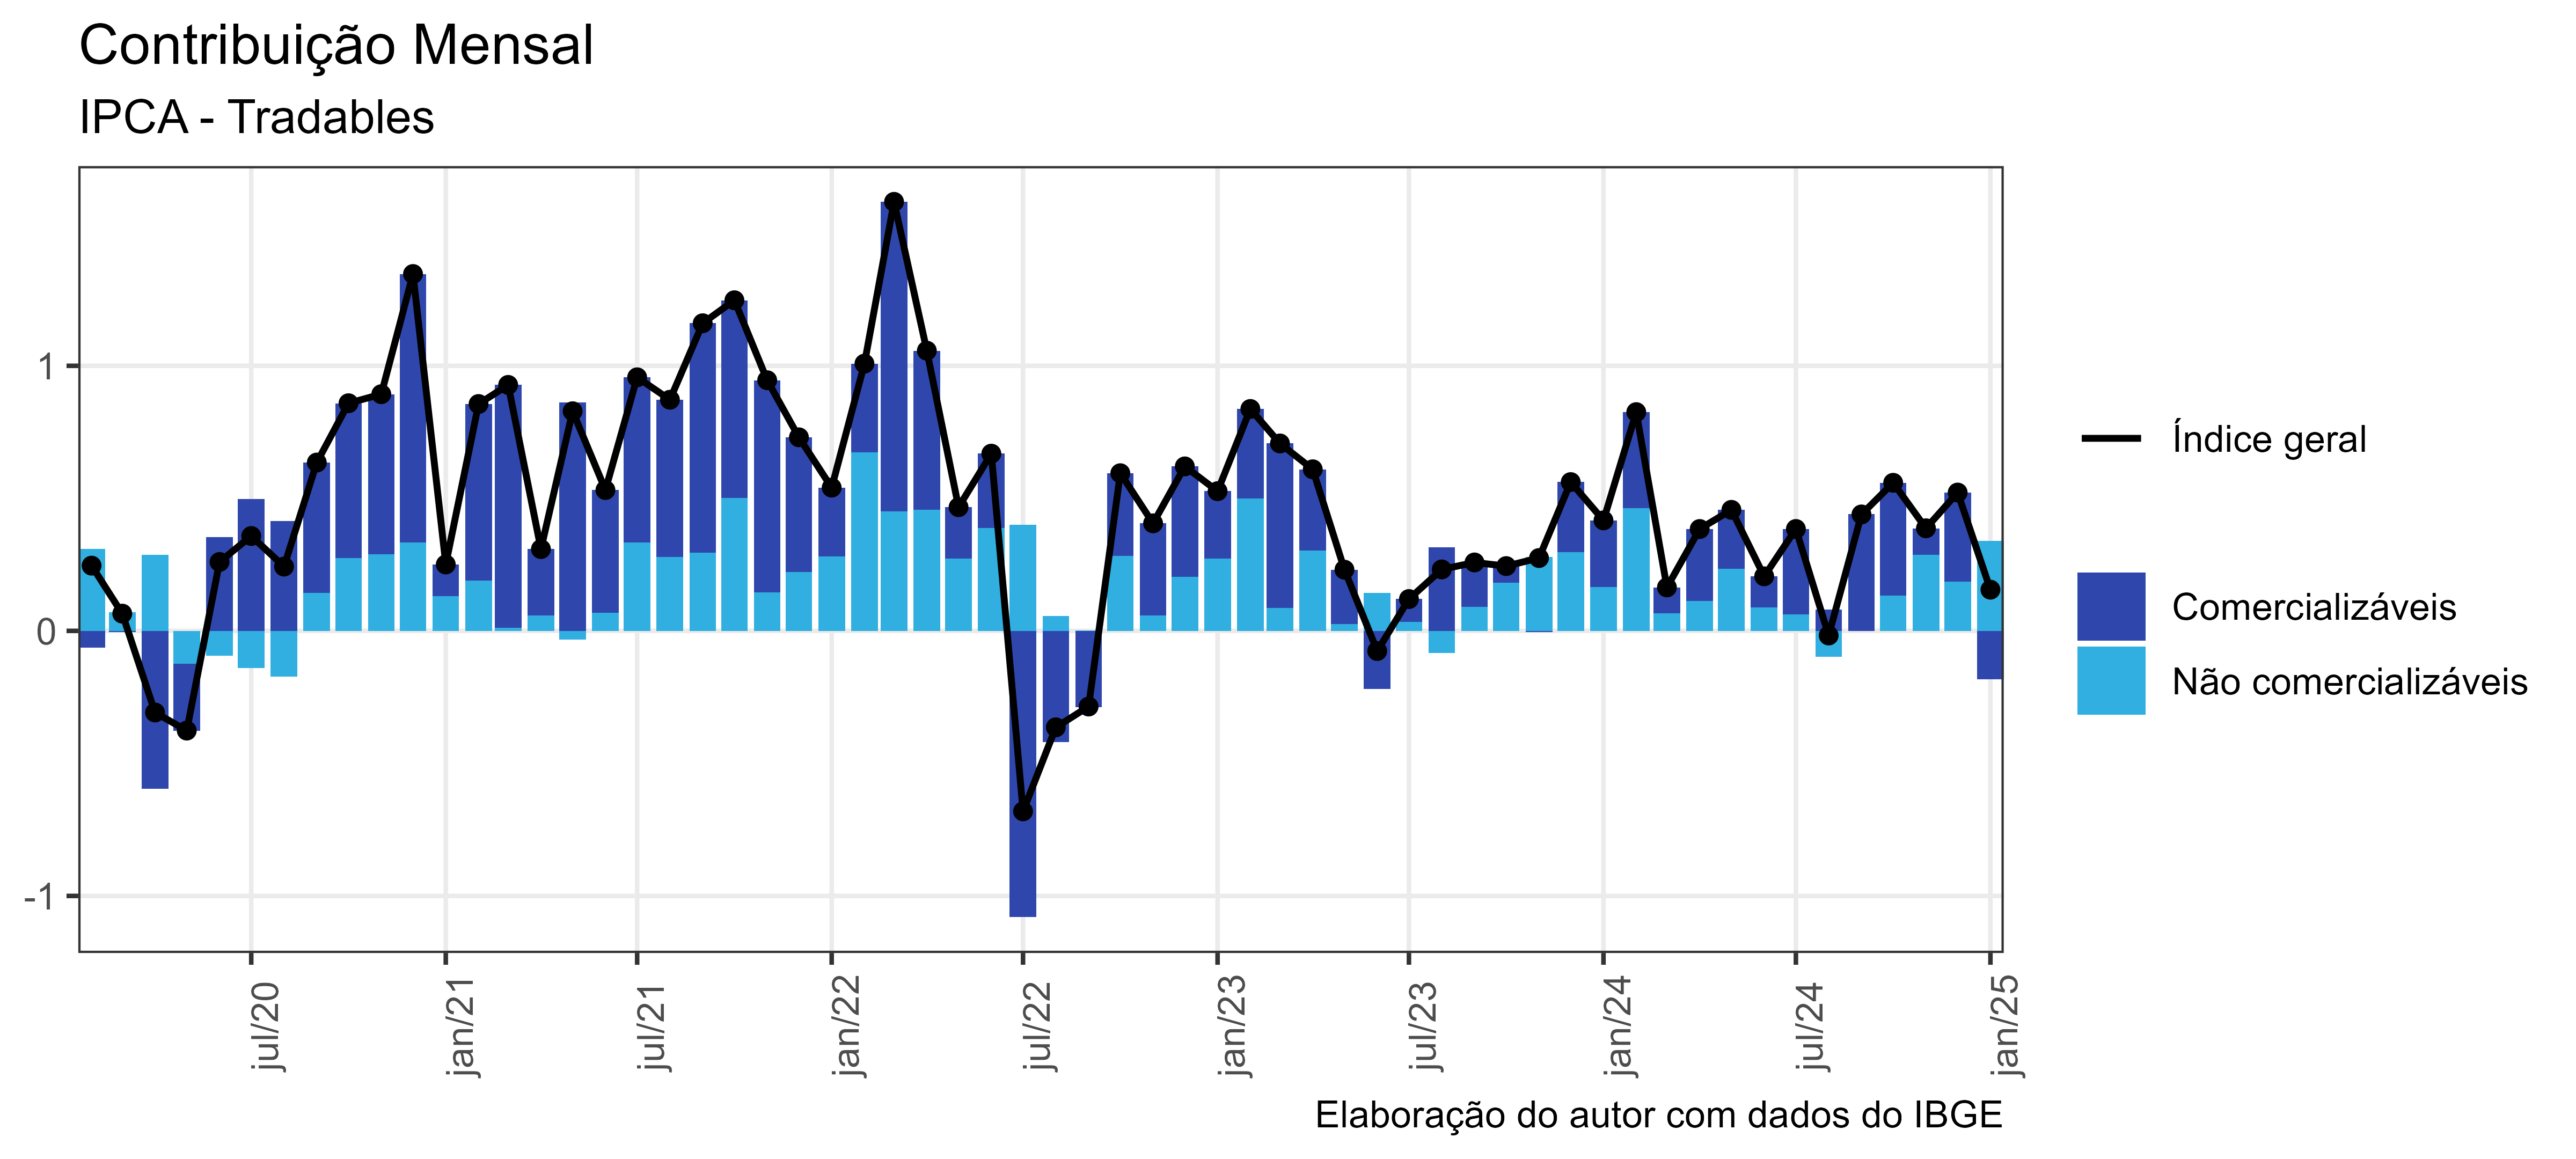 Contribuição Mensal
IPCA - Tradables
1
0
-1
jul/20
jan/21
jul/21
jan/22
jul/22
jan/23
jul/23
jan/24
jul/24
jan/25
Índice geral
Comercializáveis
Não comercializáveis
Elaboração do autor com dados do IBGE